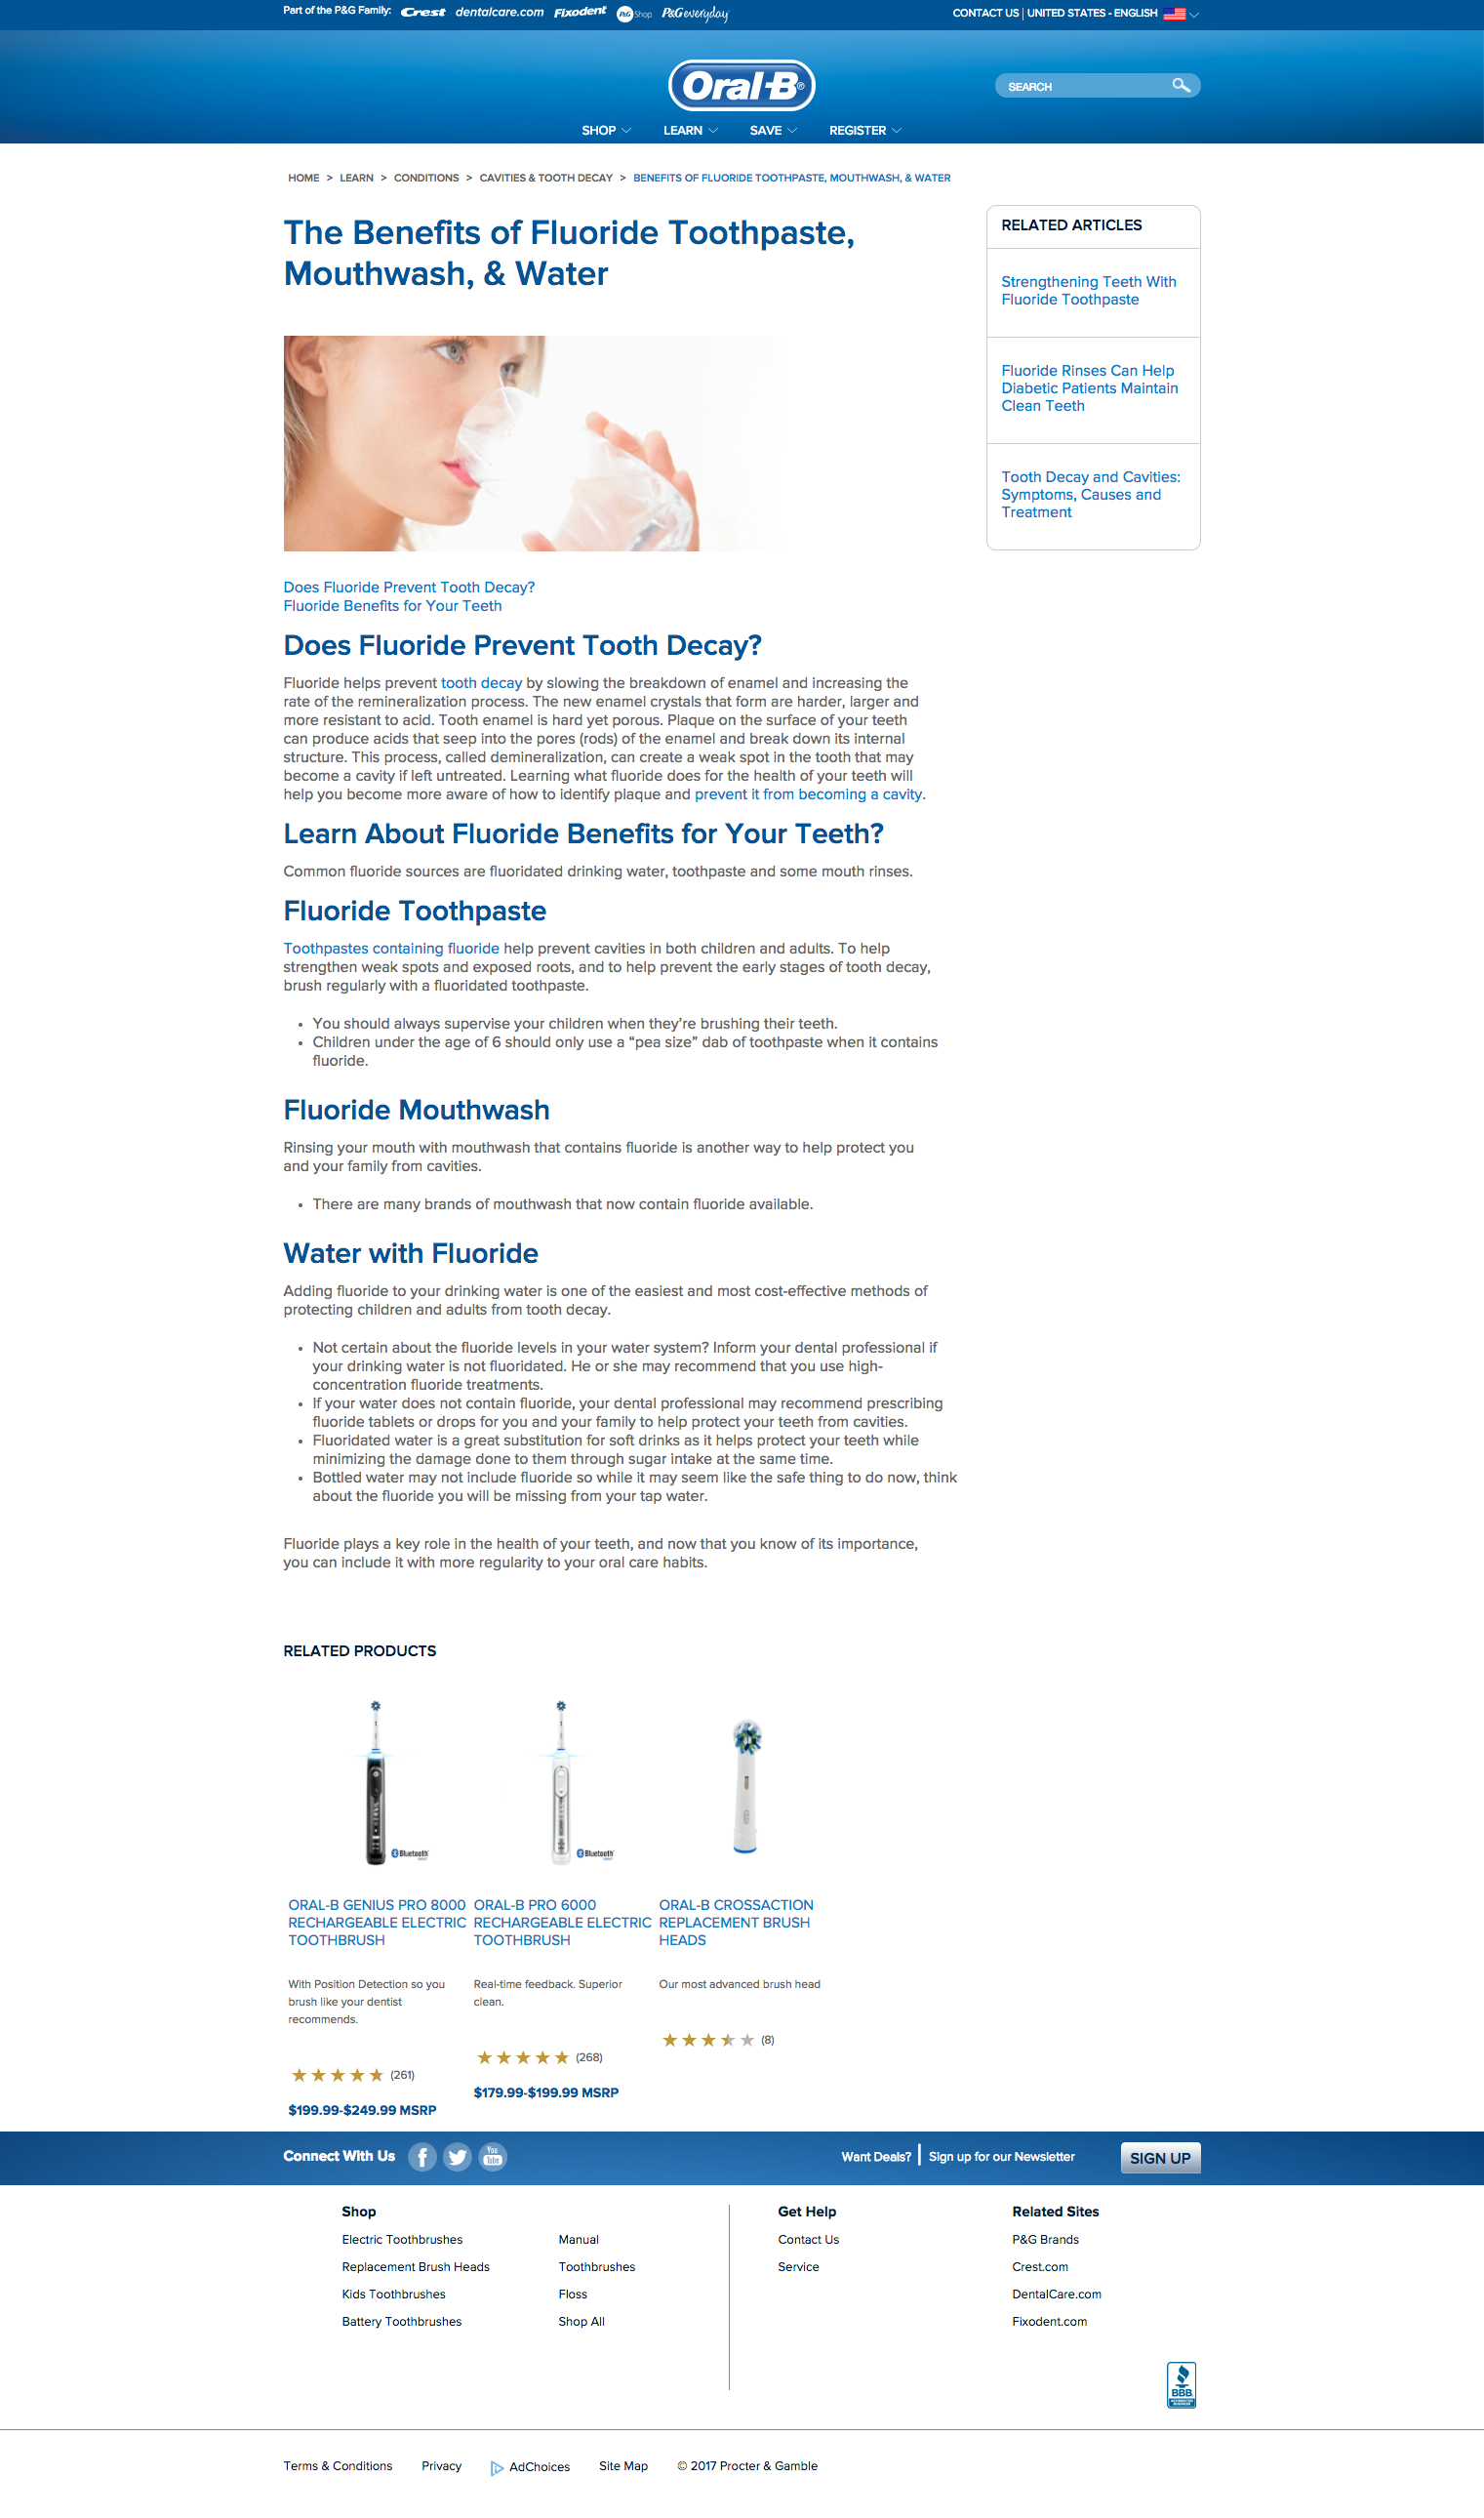 Part of the P&G Family: Crest dentalcare.com Fixodent P&G Shop P&G everyday
CONTACT US | UNITED STATES - ENGLISH
Oral-B®
SEARCH
SHOP LEARN SAVE REGISTER
HOME > LEARN > CONDITIONS > CAVITIES & TOOTH DECAY > BENEFITS OF FLUORIDE TOOTHPASTE, MOUTHWASH, & WATER
The Benefits of Fluoride Toothpaste,
Mouthwash, & Water
RELATED ARTICLES
Strengthening Teeth With
Fluoride Toothpaste
Fluoride Rinses Can Help
Diabetic Patients Maintain
Clean Teeth
Tooth Decay and Cavities:
Symptoms, Causes and
Treatment
Does Fluoride Prevent Tooth Decay?
Fluoride Benefits for Your Teeth
Does Fluoride Prevent Tooth Decay?
Fluoride helps prevent tooth decay by slowing the breakdown of enamel and increasing the
rate of the remineralization process. The new enamel crystals that form are harder, larger and
more resistant to acid. Tooth enamel is hard yet porous. Plaque on the surface of your teeth
can produce acids that seep into the pores (rods) of the enamel and break down its internal
structure. This process, called demineralization, can create a weak spot in the tooth that may
become a cavity if left untreated. Learning what fluoride does for the health of your teeth will
help you become more aware of how to identify plaque and prevent it from becoming a cavity.
Learn About Fluoride Benefits for Your Teeth?
Common fluoride sources are fluoridated drinking water, toothpaste and some mouth rinses.
Fluoride Toothpaste
Toothpastes containing fluoride help prevent cavities in both children and adults. To help
strengthen weak spots and exposed roots, and to help prevent the early stages of tooth decay,
brush regularly with a fluoridated toothpaste.
• You should always supervise your children when they’re brushing their teeth.
• Children under the age of 6 should only use a “pea size” dab of toothpaste when it contains
fluoride.
Fluoride Mouthwash
Rinsing your mouth with mouthwash that contains fluoride is another way to help protect you
and your family from cavities.
• There are many brands of mouthwash that now contain fluoride available.
Water with Fluoride
Adding fluoride to your drinking water is one of the easiest and most cost-effective methods of
protecting children and adults from tooth decay.
• Not certain about the fluoride levels in your water system? Inform your dental professional if
your drinking water is not fluoridated. He or she may recommend that you use high-
concentration fluoride treatments.
• If your water does not contain fluoride, your dental professional may recommend prescribing
fluoride tablets or drops for you and your family to help protect your teeth from cavities.
• Fluoridated water is a great substitution for soft drinks as it helps protect your teeth while
minimizing the damage done to them through sugar intake at the same time.
• Bottled water may not include fluoride so while it may seem like the safe thing to do now, think
about the fluoride you will be missing from your tap water.
Fluoride plays a key role in the health of your teeth, and now that you know of its importance,
you can include it with more regularity to your oral care habits.
RELATED PRODUCTS
Bluetooth
Bluetooth
ORAL-B GENIUS PRO 8000
RECHARGEABLE ELECTRIC
TOOTHBRUSH
With Position Detection so you
brush like your dentist
recommends.
(261)
$199.99-$249.99 MSRP
ORAL-B PRO 6000
RECHARGEABLE ELECTRIC
TOOTHBRUSH
Real-time feedback. Superior
clean.
(268)
$179.99-$199.99 MSRP
ORAL-B CROSSACTION
REPLACEMENT BRUSH
HEADS
Our most advanced brush head
(8)
Connect With Us
You
Tube
Want Deals? | Sign up for our Newsletter
SIGN UP
Shop
Electric Toothbrushes
Replacement Brush Heads
Kids Toothbrushes
Battery Toothbrushes
Manual
Toothbrushes
Floss
Shop All
Get Help
Contact Us
Service
Related Sites
P&G Brands
Crest.com
DentalCare.com
Fixodent.com
BBB
Terms & Conditions Privacy AdChoices Site Map © 2017 Procter & Gamble